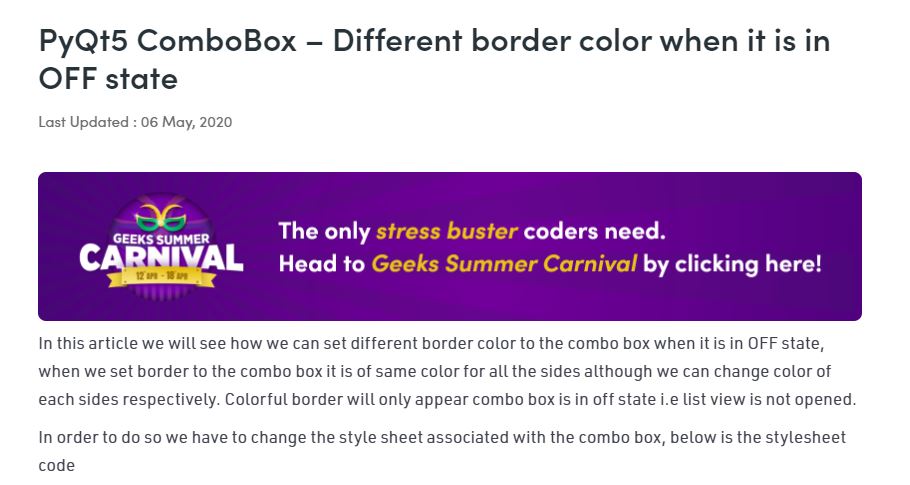 PyQt5 ComboBox – Different border color when it is in
OFF state
Last Updated : 06 May, 2020
GEEKS SUMMER
CARNIVAL
12 APR - 18 APR
The only stress buster coders need.
Head to Geeks Summer Carnival by clicking here!
In this article we will see how we can set different border color to the combo box when it is in OFF state,
when we set border to the combo box it is of same color for all the sides although we can change color of
each sides respectively. Colorful border will only appear combo box is in off state i.e list view is not opened.
In order to do so we have to change the style sheet associated with the combo box, below is the stylesheet
code